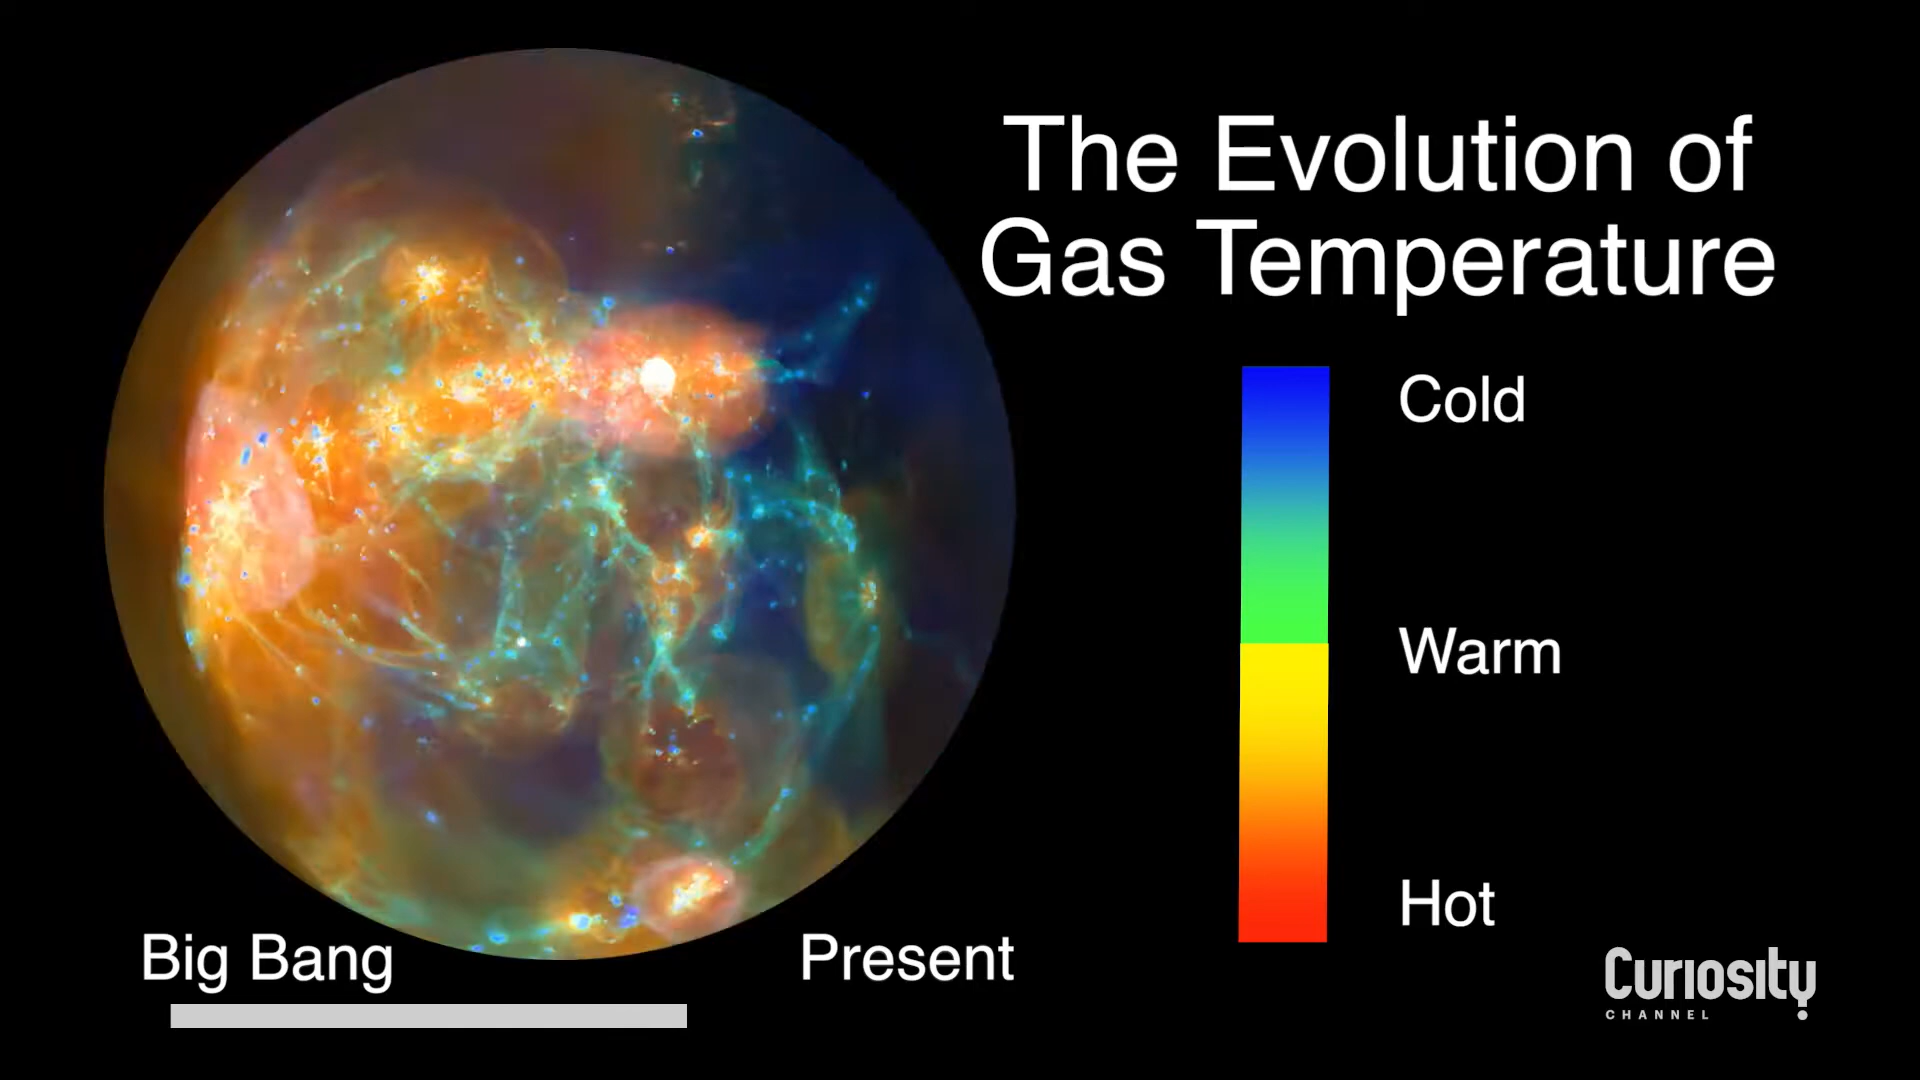 The Evolution of
Gas Temperature
Cold
Warm
Hot
Big Bang
Present
Curiosity
CHANNEL